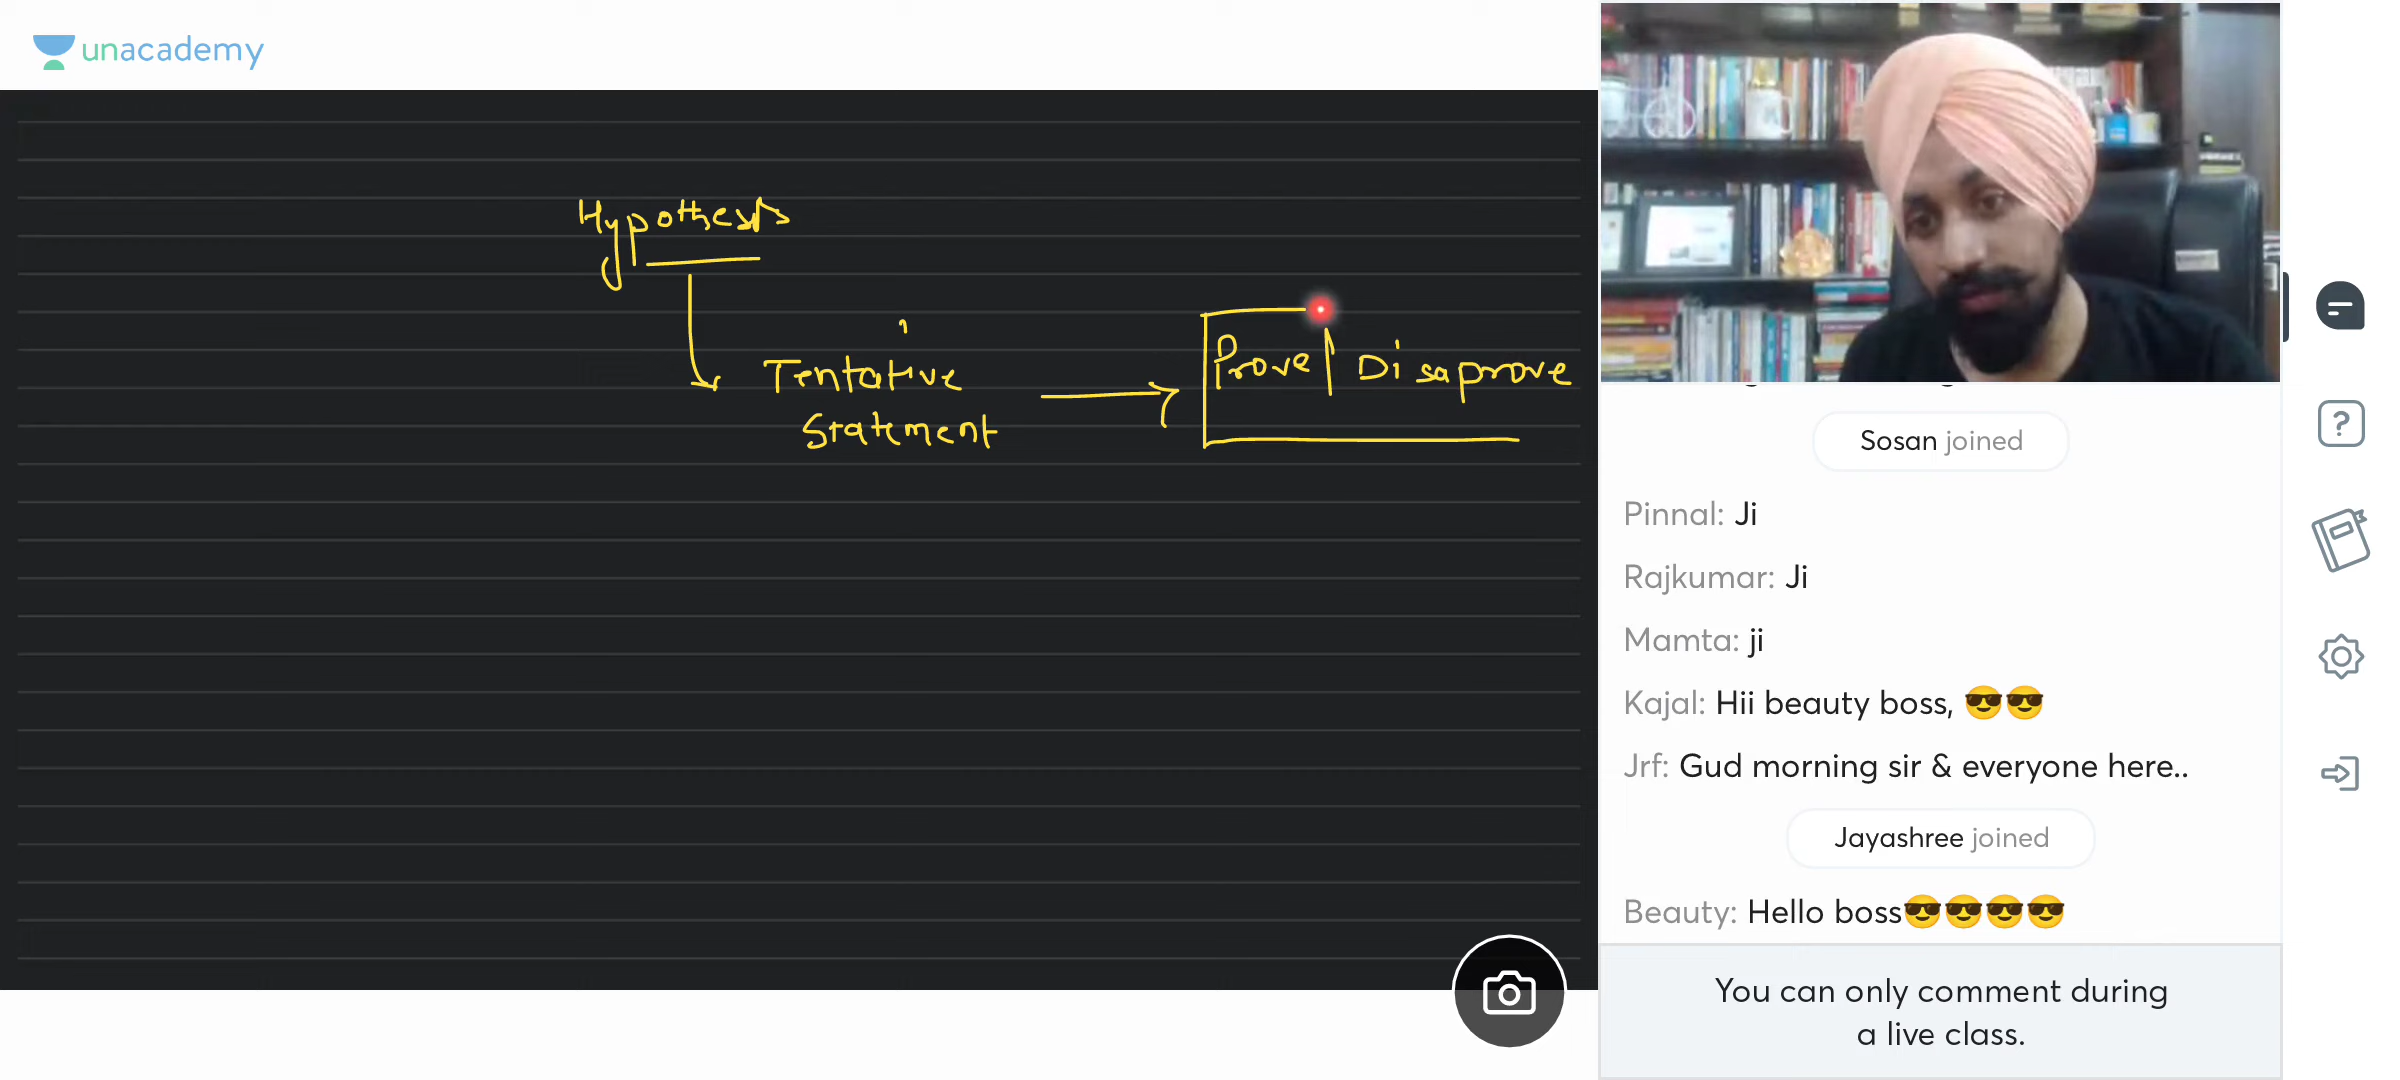 unacademy
Hypothesis
Tentative
Statement
Prove | Disaprove
Sosan joined
Pinnal: Ji
Rajkumar: Ji
Mamta: ji
Kajal: Hii beauty boss, 😎😎
Jrf: Gud morning sir & everyone here..
Jayashree joined
Beauty: Hello boss😎😎😎😎
You can only comment during
a live class.